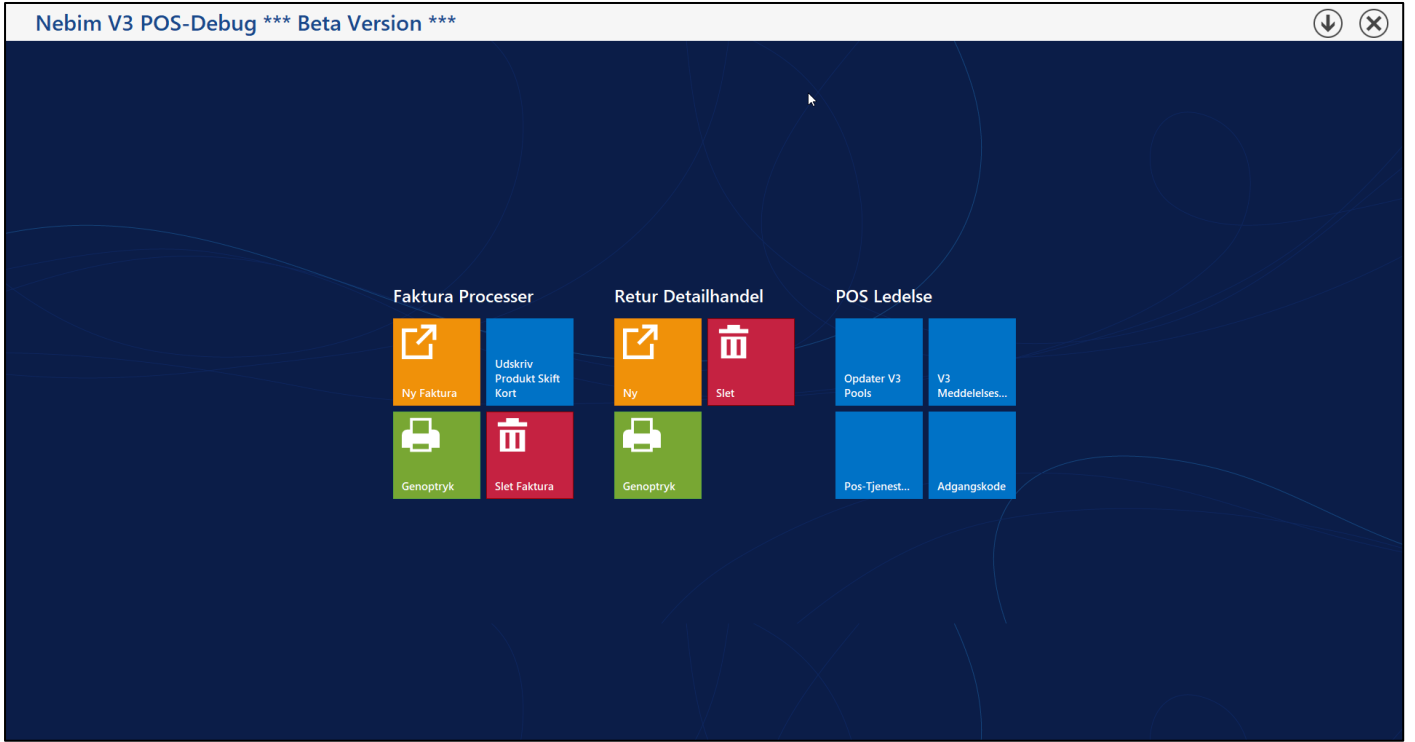 Nebim V3 POS-Debug *** Beta Version ***
Faktura Processer
Ny Faktura
Udskriv
Produkt Skift
Kort
Genoptryk
Slet Faktura
Retur Detailhandel
Ny
Slet
Genoptryk
POS Ledelse
Opdater V3
Pools
V3
Meddelelses...
Pos-Tjenest...
Adgangskode